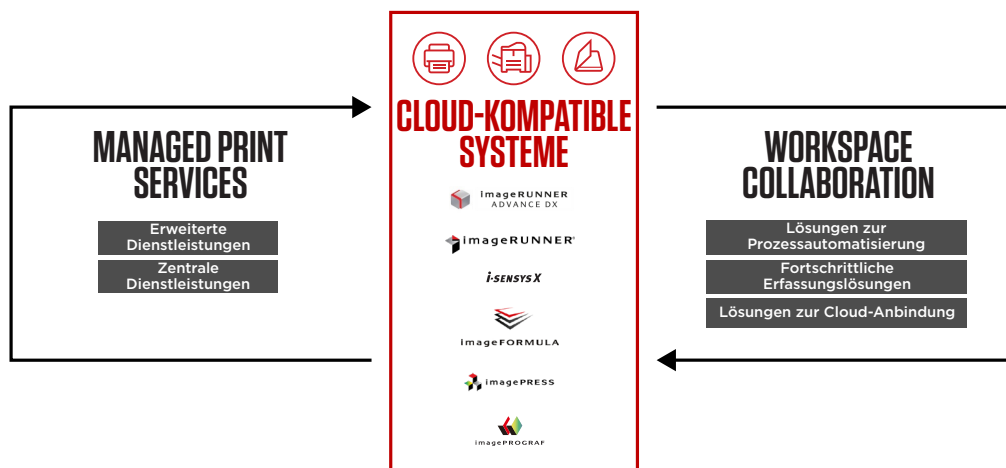 MANAGED PRINT
SERVICES
Erweiterte
Dienstleistungen
Zentrale
Dienstleistungen
CLOUD-KOMPATIBLE
SYSTEME
imageRUNNER
ADVANCE DX
imageRUNNER
i-SENSYS X
imageFORMULA
imagePRESS
imagePROGRAF
WORKSPACE
COLLABORATION
Lösungen zur
Prozessautomatisierung
Fortschrittliche
Erfassungslösungen
Lösungen zur Cloud-Anbindung